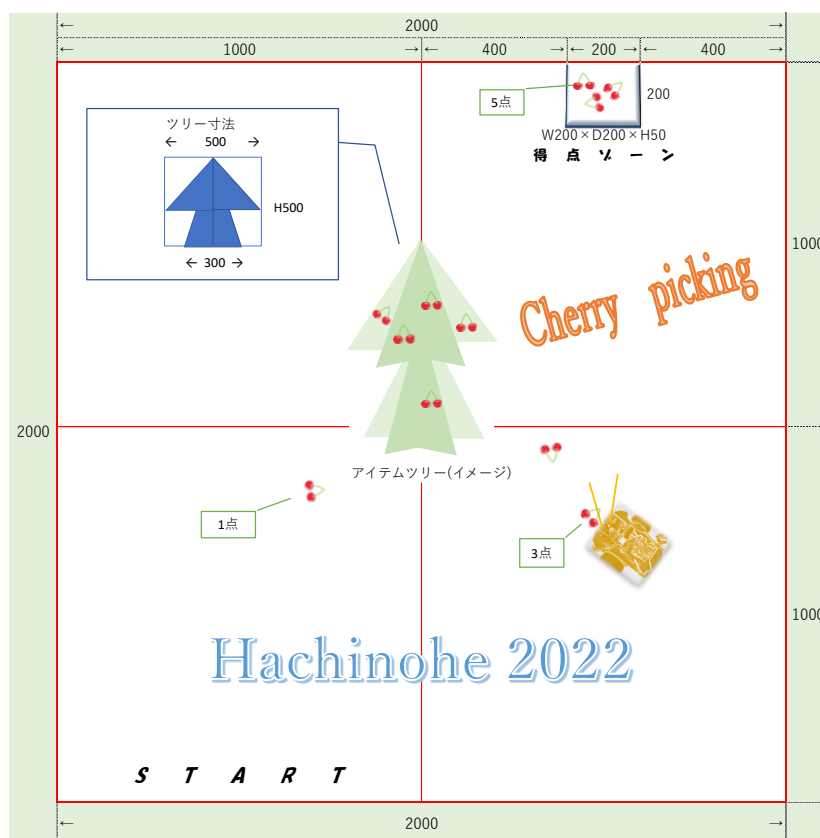 ← 2000 →
← 1000 →← 400 →← 200 →← 400 →
5点
200
W200×D200×H50
得点ゾーン
ツリー寸法
← 500 →
H500
← 300 →
1000
Cherry picking
2000
アイテムツリー(イメージ)
1点
3点
1000
Hachinohe 2022
START
← 2000 →